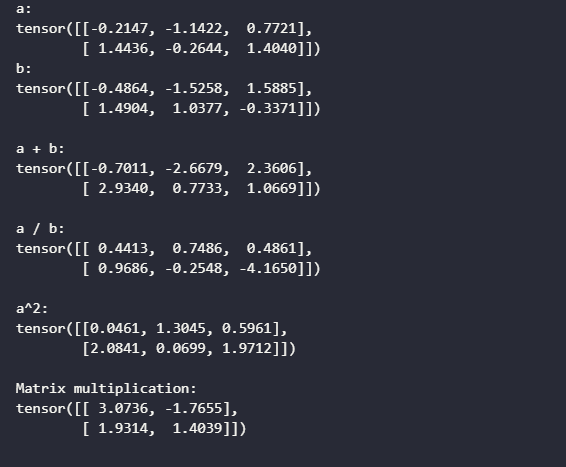 a:
tensor([[-0.2147, -1.1422,  0.7721],
        [ 1.4436, -0.2644,  1.4040]])
b:
tensor([[-0.4864, -1.5258,  1.5885],
        [ 1.4904,  1.0377, -0.3371]])
a + b:
tensor([[-0.7011, -2.6679,  2.3606],
        [ 2.9340,  0.7733,  1.0669]])
a / b:
tensor([[ 0.4413,  0.7486,  0.4861],
        [ 0.9686, -0.2548, -4.1650]])
a^2:
tensor([[0.0461, 1.3045, 0.5961],
        [2.0841, 0.0699, 1.9712]])
Matrix multiplication:
tensor([[ 3.0736, -1.7655],
        [ 1.9314,  1.4039]])